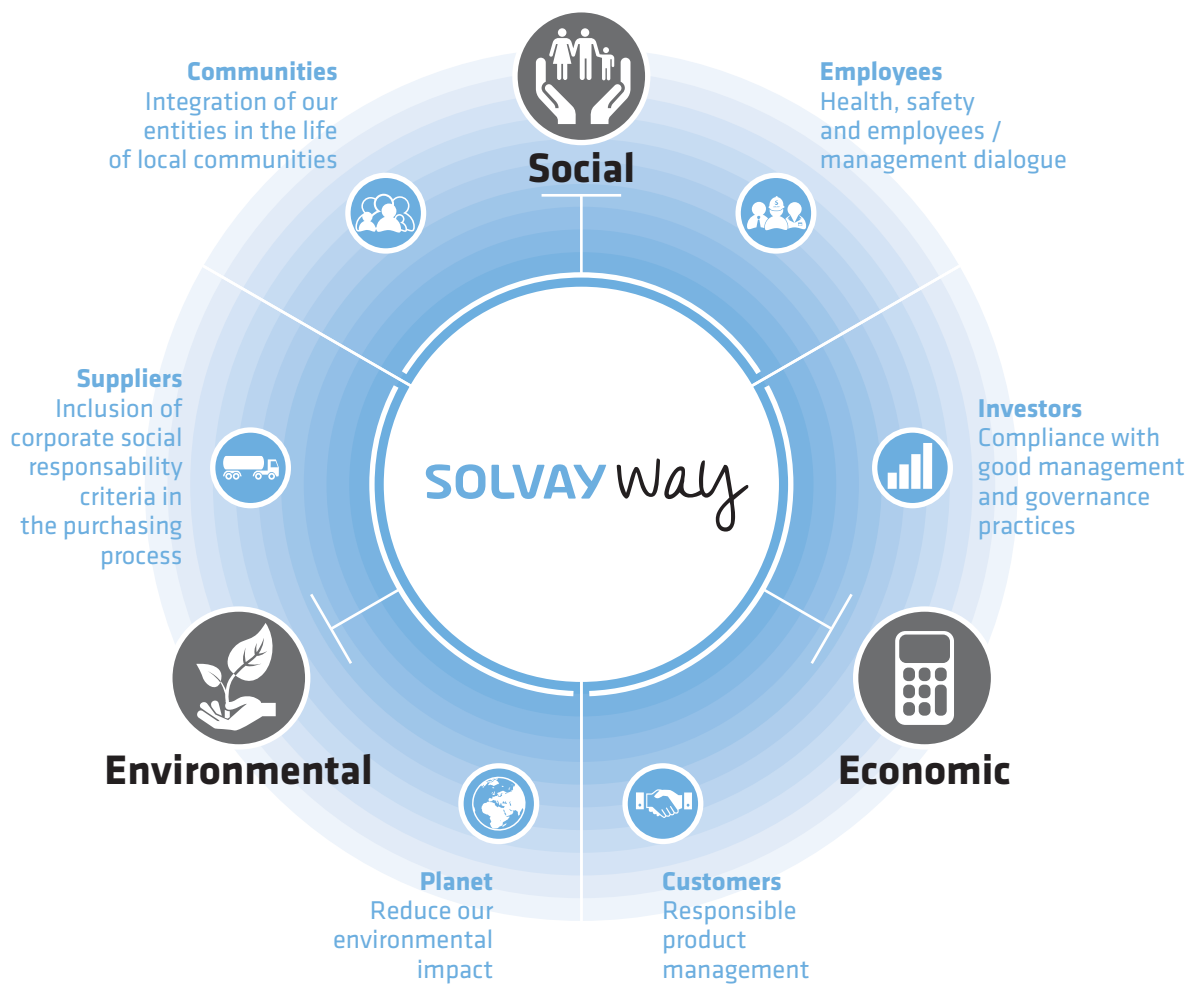 Social
Communities
Integration of our
entities in the life
of local communities
Employees
Health, safety
and employees /
management dialogue
Suppliers
Inclusion of
corporate social
responsability
criteria in
the purchasing
process
SOLVAY way
Investors
Compliance with
good management
and governance
practices
Environmental
Economic
Planet
Reduce our
environmental
impact
Customers
Responsible
product
management